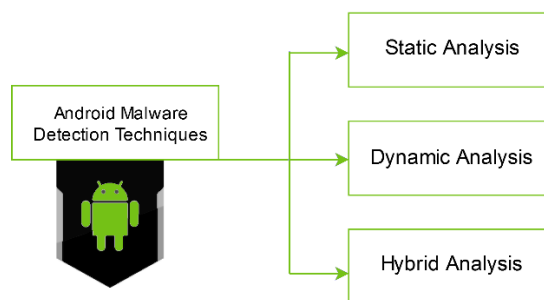 Android Malware
Detection Techniques
Static Analysis
Dynamic Analysis
Hybrid Analysis